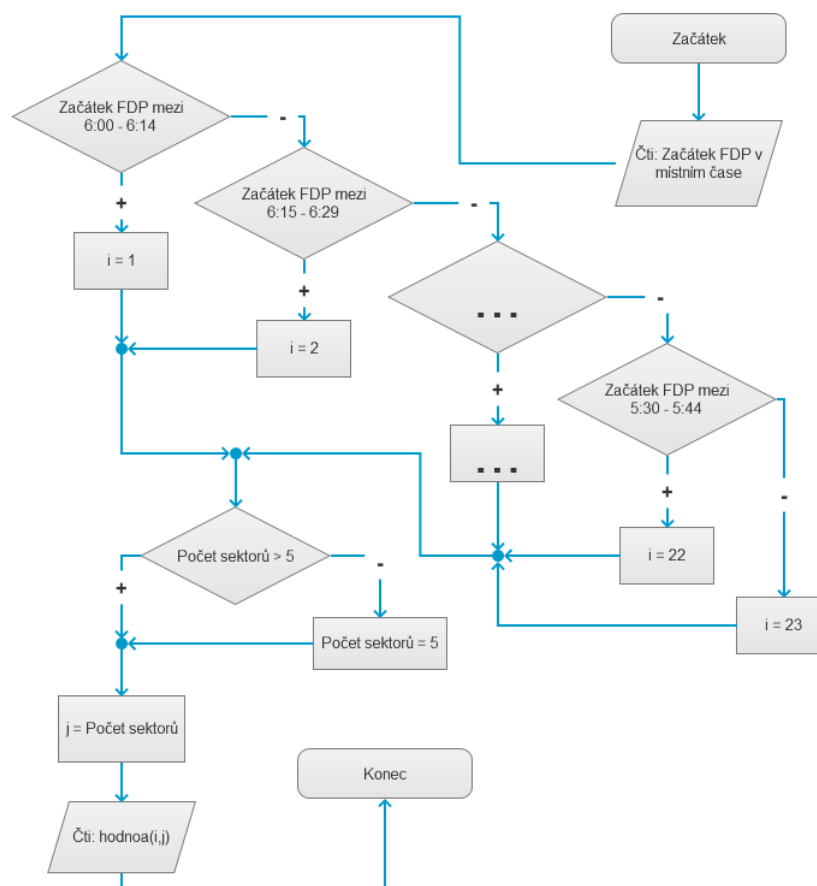 Začátek
Čti: Začátek FDP v
místním čase
Začátek FDP mezi
6:00 - 6:14
-
+
i = 1
Začátek FDP mezi
6:15 - 6:29
-
+
i = 2
...
-
+
...
Začátek FDP mezi
5:30 - 5:44
-
+
i = 22
i = 23
Počet sektorů > 5
+
-
Počet sektorů = 5
j = Počet sektorů
Čti: hodnoa(i,j)
Konec